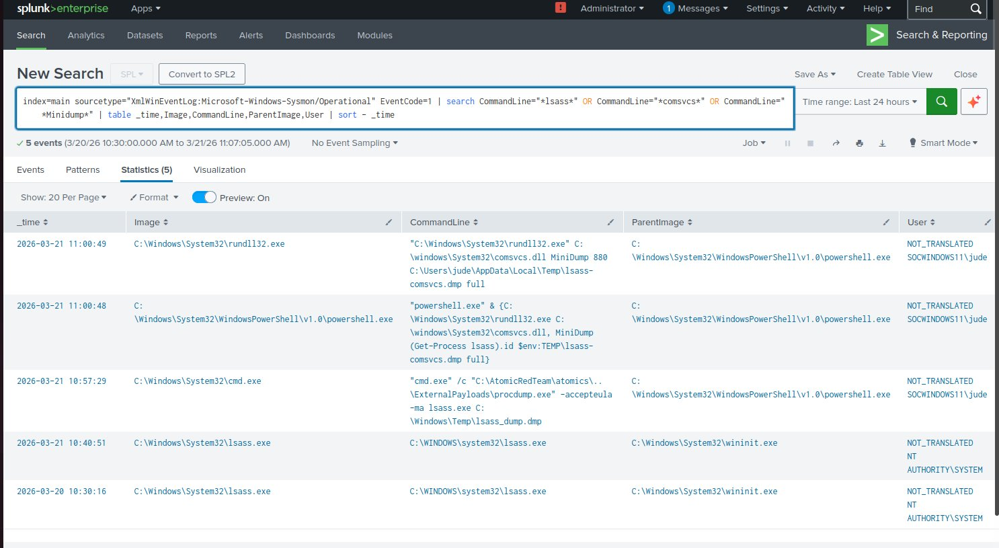 splunk>enterprise Apps ! Administrator 1 Messages Settings Activity Help Find
Search Analytics Datasets Reports Alerts Dashboards Modules > Search & Reporting
New Search SPL Convert to SPL2 Save As Create Table View Close
index=main sourcetype="XmlWinEventLog:Microsoft-Windows-Sysmon/Operational" EventCode=1 | search CommandLine="*lsass*" OR CommandLine="*comsvcs*" OR CommandLine="
*Minidump*" | table _time,Image,CommandLine,ParentImage,User | sort - _time
Time range: Last 24 hours
5 events (3/20/26 10:30:00.000 AM to 3/21/26 11:07:05.000 AM) No Event Sampling Job Smart Mode
Events Patterns Statistics (5) Visualization
Show: 20 Per Page Format Preview: On
_time Image CommandLine ParentImage User
2026-03-21 11:00:49
C:\Windows\System32\rundll32.exe
"C:\Windows\System32\rundll32.exe" C:
\windows\System32\comsvcs.dll MiniDump 880
C:\Users\jude\AppData\Local\Temp\lsass-
comsvcs.dmp full
C:
\Windows\System32\WindowsPowerShell\v1.0\powershell.exe
NOT_TRANSLATED
SOCWINDOWS11\jude
2026-03-21 11:00:48
C:
\Windows\System32\WindowsPowerShell\v1.0\powershell.exe
"powershell.exe" & {C:
\Windows\System32\rundll32.exe C:
\windows\System32\comsvcs.dll, MiniDump
(Get-Process lsass).id $env:TEMP\lsass-
comsvcs.dmp full}
C:
\Windows\System32\WindowsPowerShell\v1.0\powershell.exe
NOT_TRANSLATED
SOCWINDOWS11\jude
2026-03-21 10:57:29
C:\Windows\System32\cmd.exe
"cmd.exe" /c "C:\AtomicRedTeam\atomics\..
\ExternalPayloads\procdump.exe" -accepteula
-ma lsass.exe C:
\Windows\Temp\lsass_dump.dmp
C:
\Windows\System32\WindowsPowerShell\v1.0\powershell.exe
NOT_TRANSLATED
SOCWINDOWS11\jude
2026-03-21 10:40:51
C:\Windows\System32\lsass.exe
C:\WINDOWS\system32\lsass.exe
C:\Windows\System32\wininit.exe
NOT_TRANSLATED
NT
AUTHORITY\SYSTEM
2026-03-20 10:30:16
C:\Windows\System32\lsass.exe
C:\WINDOWS\system32\lsass.exe
C:\Windows\System32\wininit.exe
NOT_TRANSLATED
NT
AUTHORITY\SYSTEM